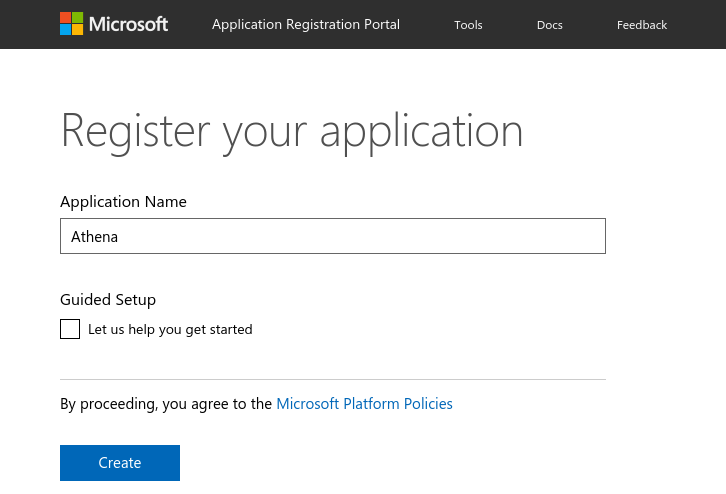 Microsoft Application Registration Portal Tools Docs Feedback
Register your application
Application Name
Athena
Guided Setup
Let us help you get started
By proceeding, you agree to the Microsoft Platform Policies
Create